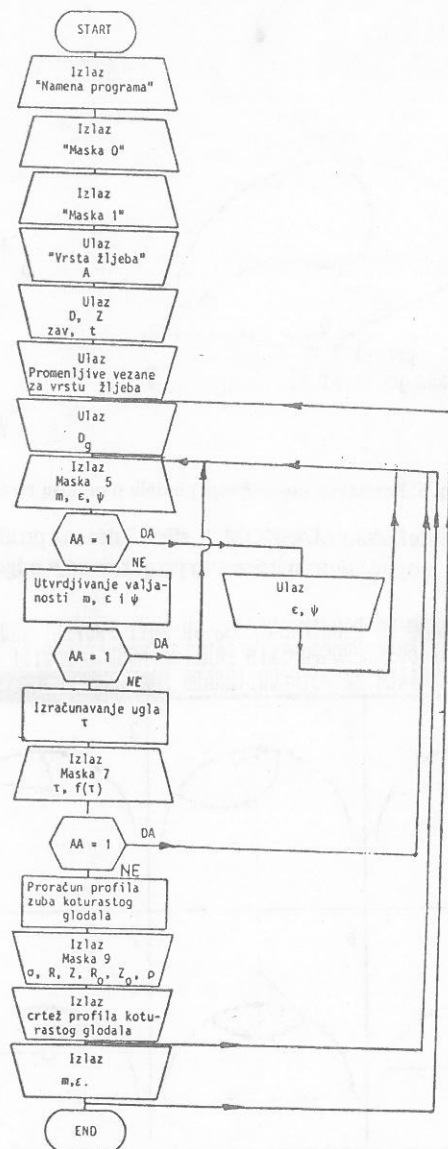 START
Izlaz
"Namena programa"
Izlaz
"Maska 0"
Izlaz
"Maska 1"
Ulaz
"Vrsta žljeba"
A
Ulaz
D, Z
zav, t
Ulaz
Promenljive vezane
za vrstu žljeba
Ulaz
Dg
Izlaz
Maska 5
m, ε, ψ
AA = 1
DA
NE
Ulaz
ε, ψ
Utvrdjivanje valja-
nosti m, ε i ψ
AA = 1
DA
NE
Izračunavanje ugla
τ
Izlaz
Maska 7
τ, f(τ)
AA = 1
DA
NE
Proračun profila
zuba koturastog
glodala
Izlaz
Maska 9
σ, R, Z, Ro, Zo, ρ
Izlaz
crtež profila kotu-
rastog glodala
Izlaz
m,ε.
END